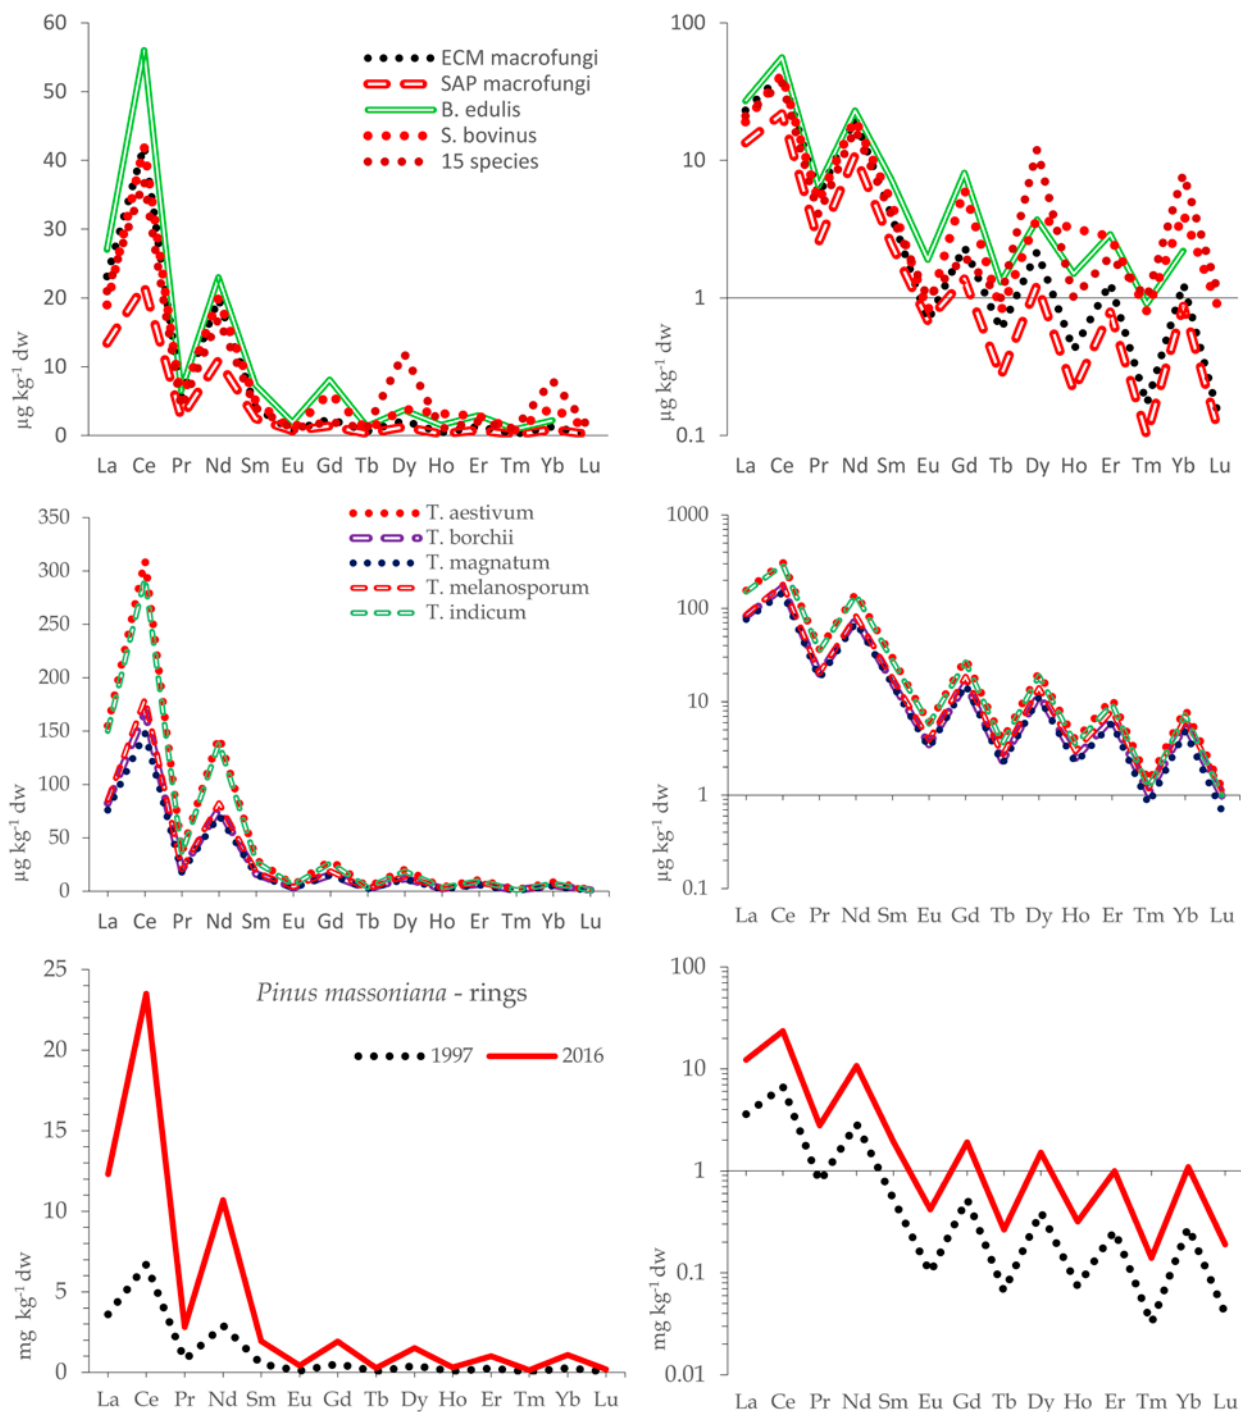 60
50
40
30
20
10
0
µg kg⁻¹ dw
ECM macrofungi
SAP macrofungi
B. edulis
S. bovinus
15 species
La Ce Pr Nd Sm Eu Gd Tb Dy Ho Er Tm Yb Lu
100
10
1
0.1
µg kg⁻¹ dw
La Ce Pr Nd Sm Eu Gd Tb Dy Ho Er Tm Yb Lu
350
300
250
200
150
100
50
0
µg kg⁻¹ dw
T. aestivum
T. borchii
T. magnatum
T. melanosporum
T. indicum
La Ce Pr Nd Sm Eu Gd Tb Dy Ho Er Tm Yb Lu
1000
100
10
1
0.1
µg kg⁻¹ dw
La Ce Pr Nd Sm Eu Gd Tb Dy Ho Er Tm Yb Lu
25
20
15
10
5
0
mg kg⁻¹ dw
Pinus massoniana - rings
1997 2016
La Ce Pr Nd Sm Eu Gd Tb Dy Ho Er Tm Yb Lu
100
10
1
0.1
0.01
mg kg⁻¹ dw
La Ce Pr Nd Sm Eu Gd Tb Dy Ho Er Tm Yb Lu